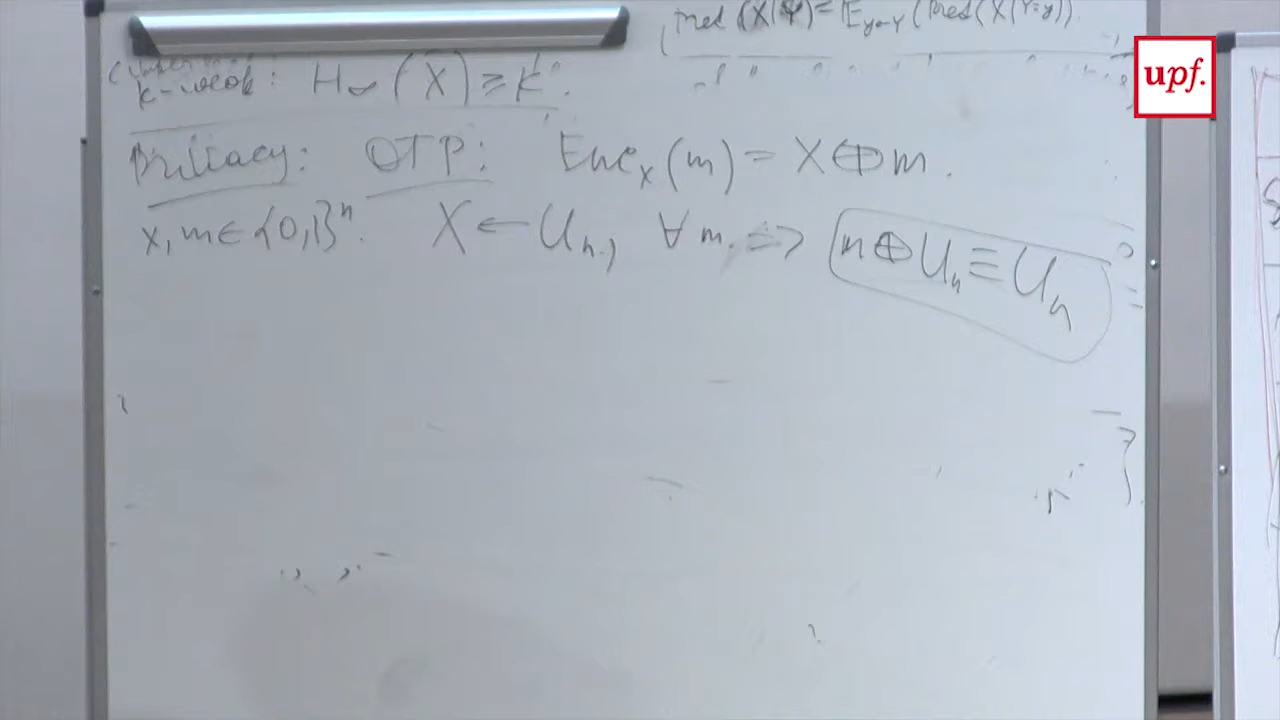 Pred (X|Y) = E_{y←Y} (Pred(X|Y=y)).
upf.
k-weak: H∞(X) ≥ k.
Privacy: OTP: Enc_x(m) = X ⊕ m.
x, m ∈ {0,1}^n. X ← U_n, ∀m. => m ⊕ U_n ≡ U_n